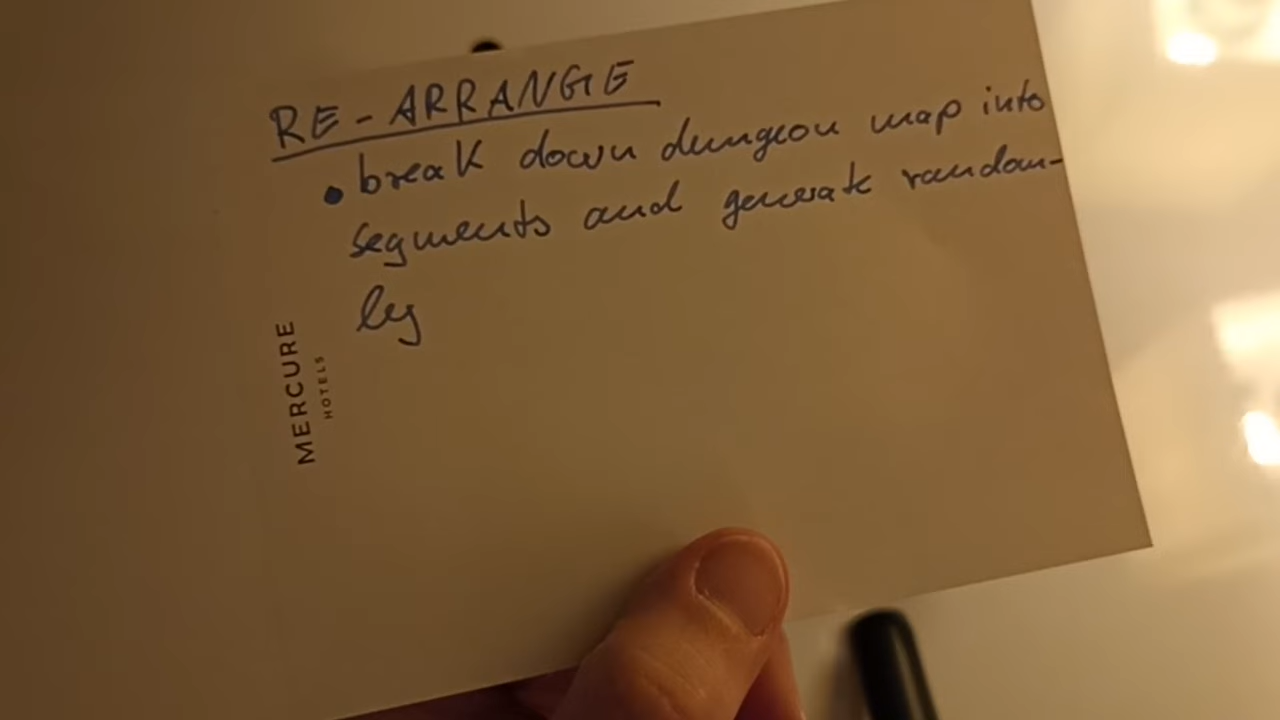 RE-ARRANGE
• break down dungeon map into
segments and generate random-
ly
MERCURE
HOTELS